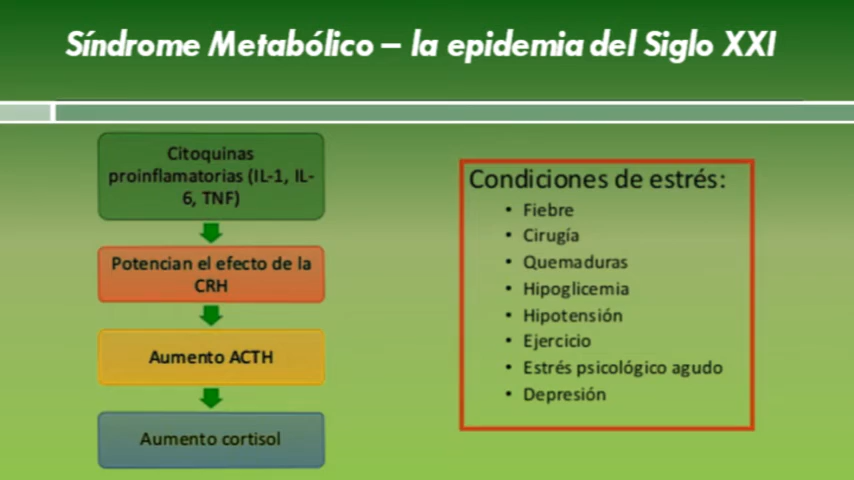 Síndrome Metabólico – la epidemia del Siglo XXI
Citoquinas
proinflamatorias (IL-1, IL-
6, TNF)
Potencian el efecto de la
CRH
Aumento ACTH
Aumento cortisol
Condiciones de estrés:
• Fiebre
• Cirugía
• Quemaduras
• Hipoglicemia
• Hipotensión
• Ejercicio
• Estrés psicológico agudo
• Depresión